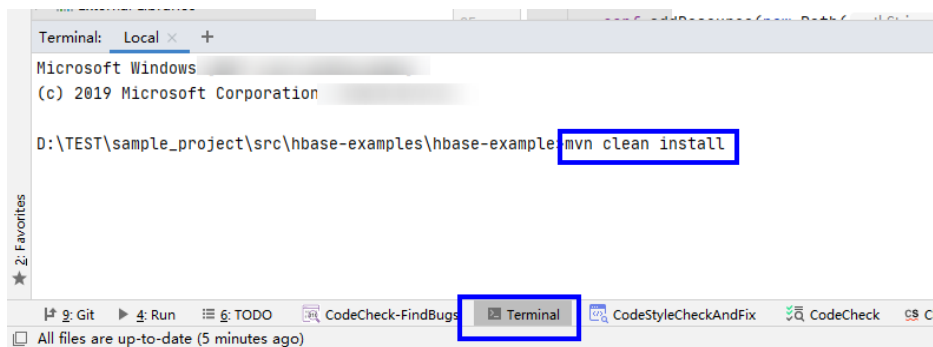 Terminal: Local × +
Microsoft Windows
(c) 2019 Microsoft Corporation
D:\TEST\sample_project\src\hbase-examples\hbase-example>mvn clean install
2: Favorites
9: Git 4: Run 6: TODO CodeCheck-FindBugs Terminal CodeStyleCheckAndFix CodeCheck
All files are up-to-date (5 minutes ago)